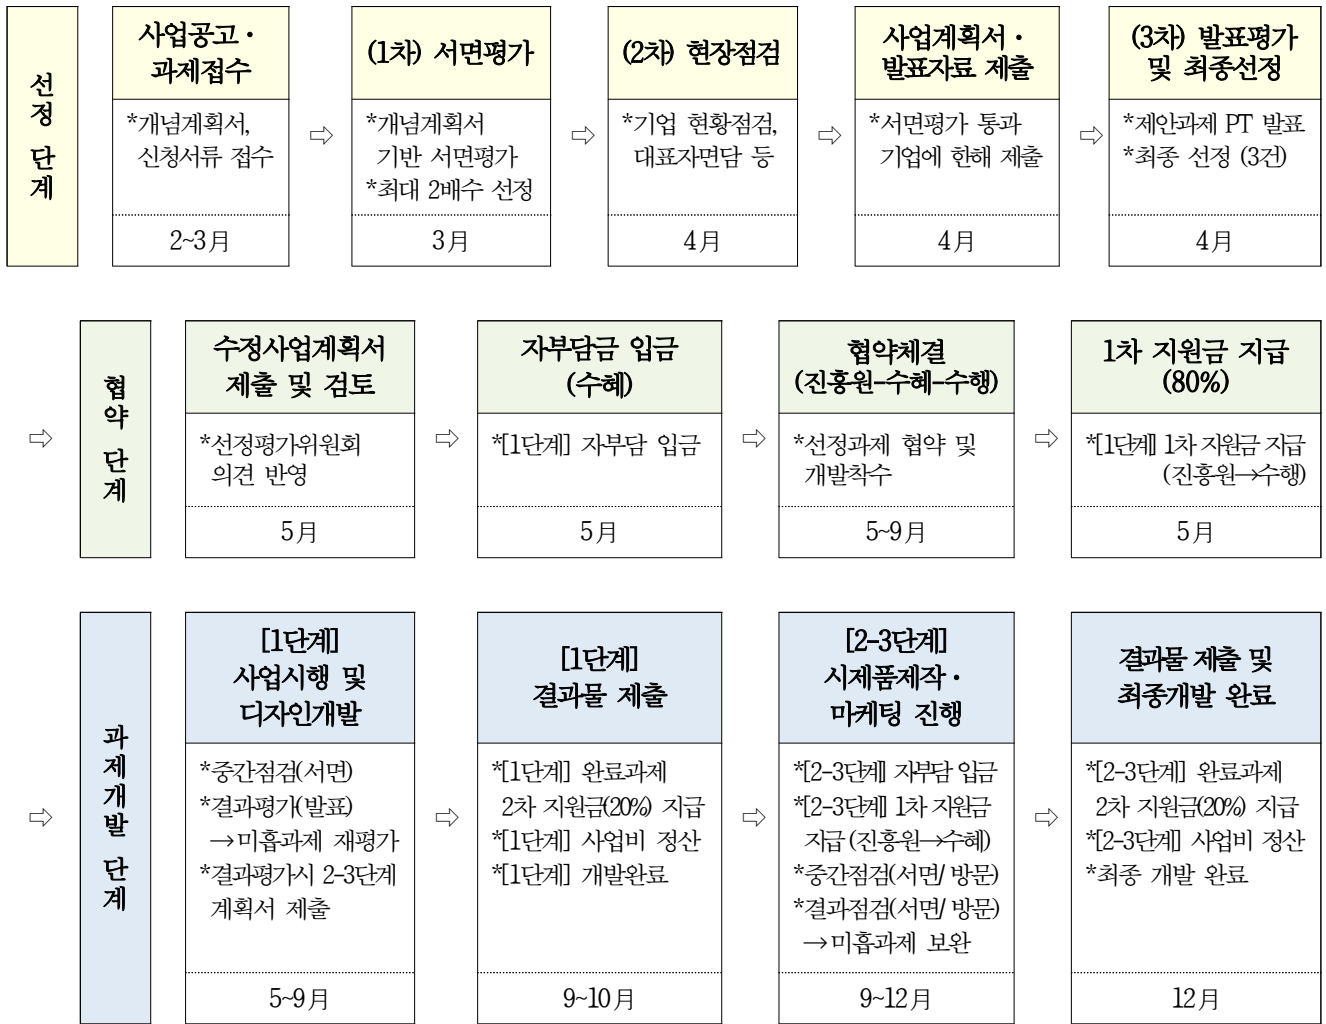 선정 단계
사업공고·
과제접수
*개념계획서,
신청서류 접수
2~3月
⇨
(1차) 서면평가
*개념계획서
기반 서면평가
*최대 2배수 선정
3月
⇨
(2차) 현장점검
*기업 현황점검,
대표자면담 등
4月
⇨
사업계획서·
발표자료 제출
*서면평가 통과
기업에 한해 제출
4月
⇨
(3차) 발표평가
및 최종선정
*제안과제 PT 발표
*최종 선정 (3건)
4月
⇨
협약 단계
수정사업계획서
제출 및 검토
*선정평가위원회
의견 반영
5月
⇨
자부담금 입금
(수혜)
*[1단계] 자부담 입금
5月
⇨
협약체결
(진흥원-수혜-수행)
*선정과제 협약 및
개발착수
5~9月
⇨
1차 지원금 지급
(80%)
*[1단계] 1차 지원금 지급
(진흥원→수행)
5月
⇨
과제개발 단계
[1단계]
사업시행 및
디자인개발
*중간점검(서면)
*결과평가(발표)
→미흡과제 재평가
*결과평가시 2-3단계
계획서 제출
5~9月
⇨
[1단계]
결과물 제출
*[1단계] 완료과제
2차 지원금(20%) 지급
*[1단계] 사업비 정산
*[1단계] 개발완료
9~10月
⇨
[2-3단계]
시제품제작·
마케팅 진행
*[2-3단계] 자부담 입금
*[2-3단계] 1차 지원금
지급 (진흥원→수혜)
*중간점검(서면/ 방문)
*결과점검(서면/ 방문)
→미흡과제 보완
9~12月
⇨
결과물 제출 및
최종개발 완료
*[2-3단계] 완료과제
2차 지원금(20%) 지급
*[2-3단계] 사업비 정산
*최종 개발 완료
12月